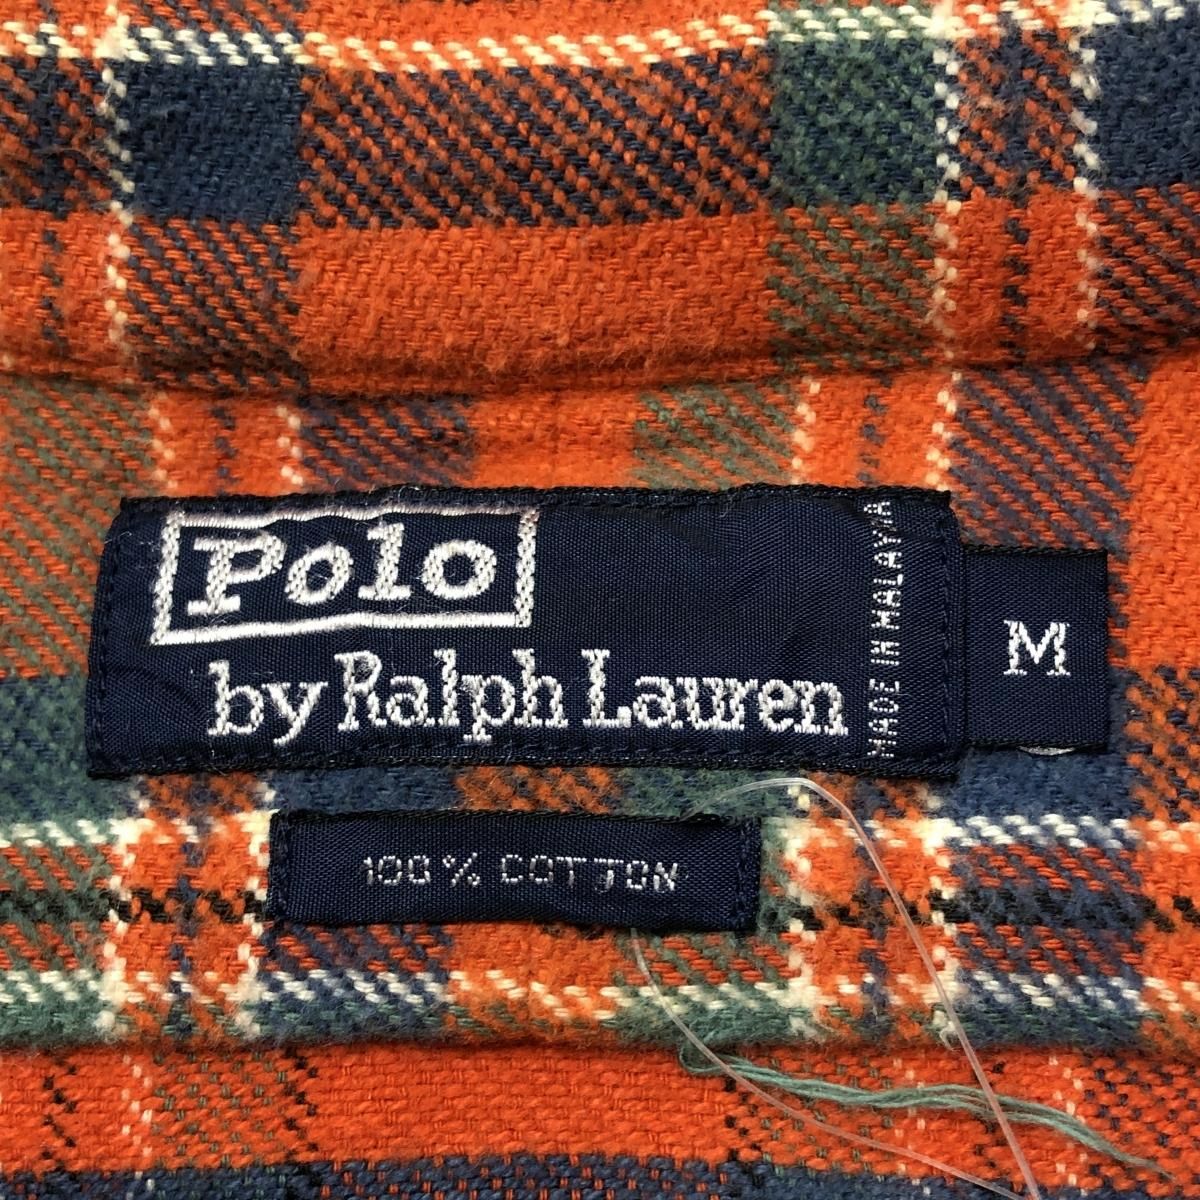 Polo
by Ralph Lauren
MADE IN MALAYSIA
M
100% COTTON